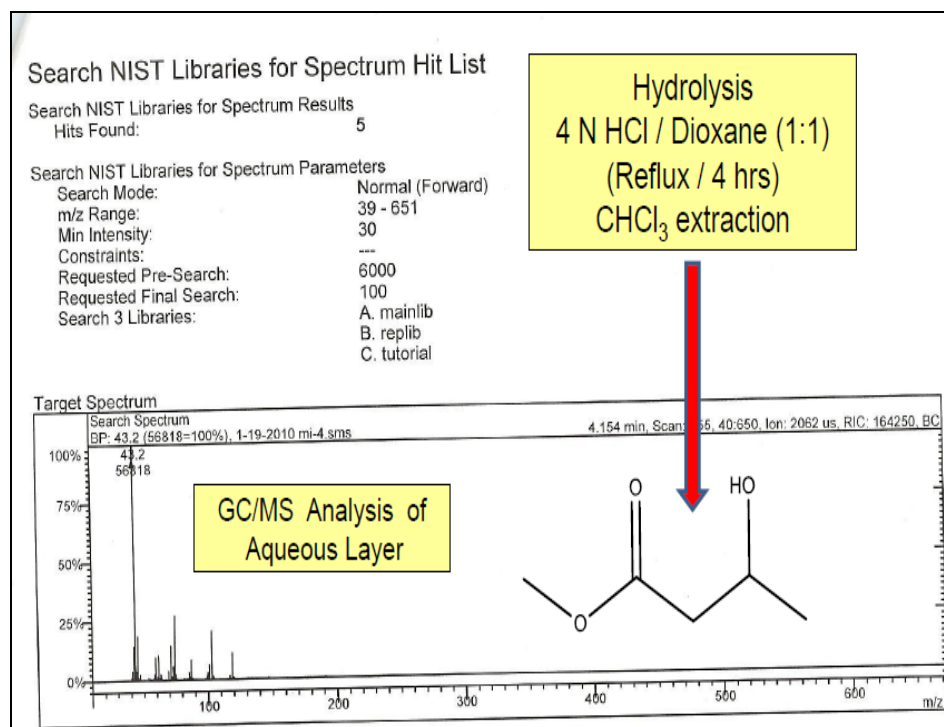 Search NIST Libraries for Spectrum Hit List
Search NIST Libraries for Spectrum Results
Hits Found: 5
Search NIST Libraries for Spectrum Parameters
Search Mode: Normal (Forward)
m/z Range: 39 - 651
Min Intensity: 30
Constraints: ---
Requested Pre-Search: 6000
Requested Final Search: 100
Search 3 Libraries: A. mainlib
B. replib
C. tutorial
Hydrolysis
4 N HCl / Dioxane (1:1)
(Reflux / 4 hrs)
CHCl3 extraction
Target Spectrum
Search Spectrum
BP: 43.2 (56818=100%), 1-19-2010 mi-4.sms
4.154 min, Scan: 40:650, Ion: 2062 us, RIC: 164250, BC
100%
43.2
56818
75%
50%
25%
0%
GC/MS Analysis of
Aqueous Layer
O
HO
O
100 200 300 400 500 600 m/z